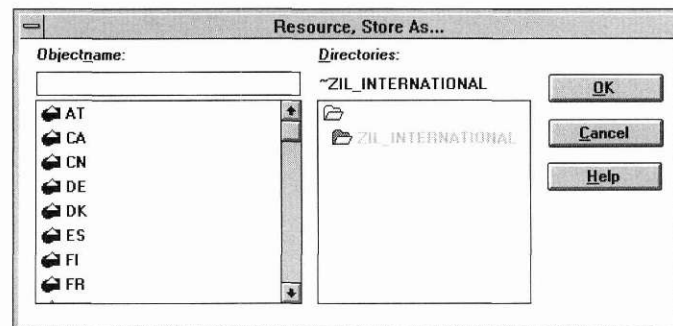 Resource, Store As...
Objectname:
AT
CA
CN
DE
DK
ES
FI
FR
Directories:
~ZIL_INTERNATIONAL
ZIL_INTERNATIONAL
OK
Cancel
Help